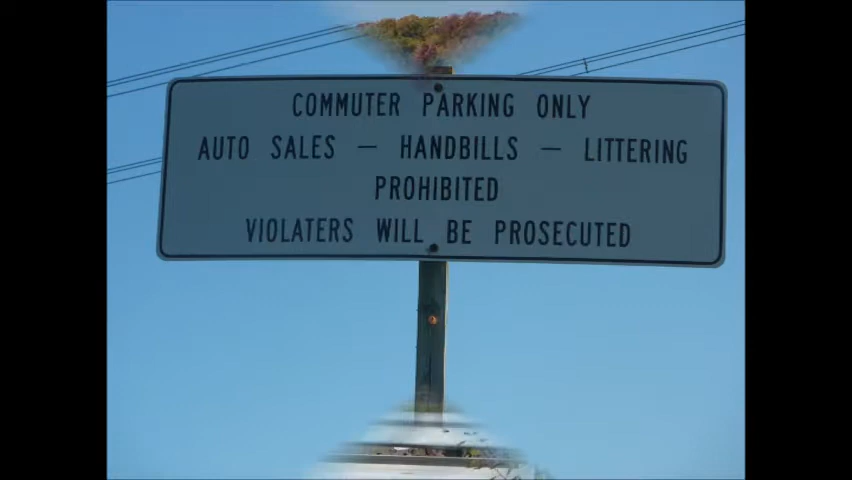 COMMUTER PARKING ONLY
AUTO SALES — HANDBILLS — LITTERING
PROHIBITED
VIOLATERS WILL BE PROSECUTED